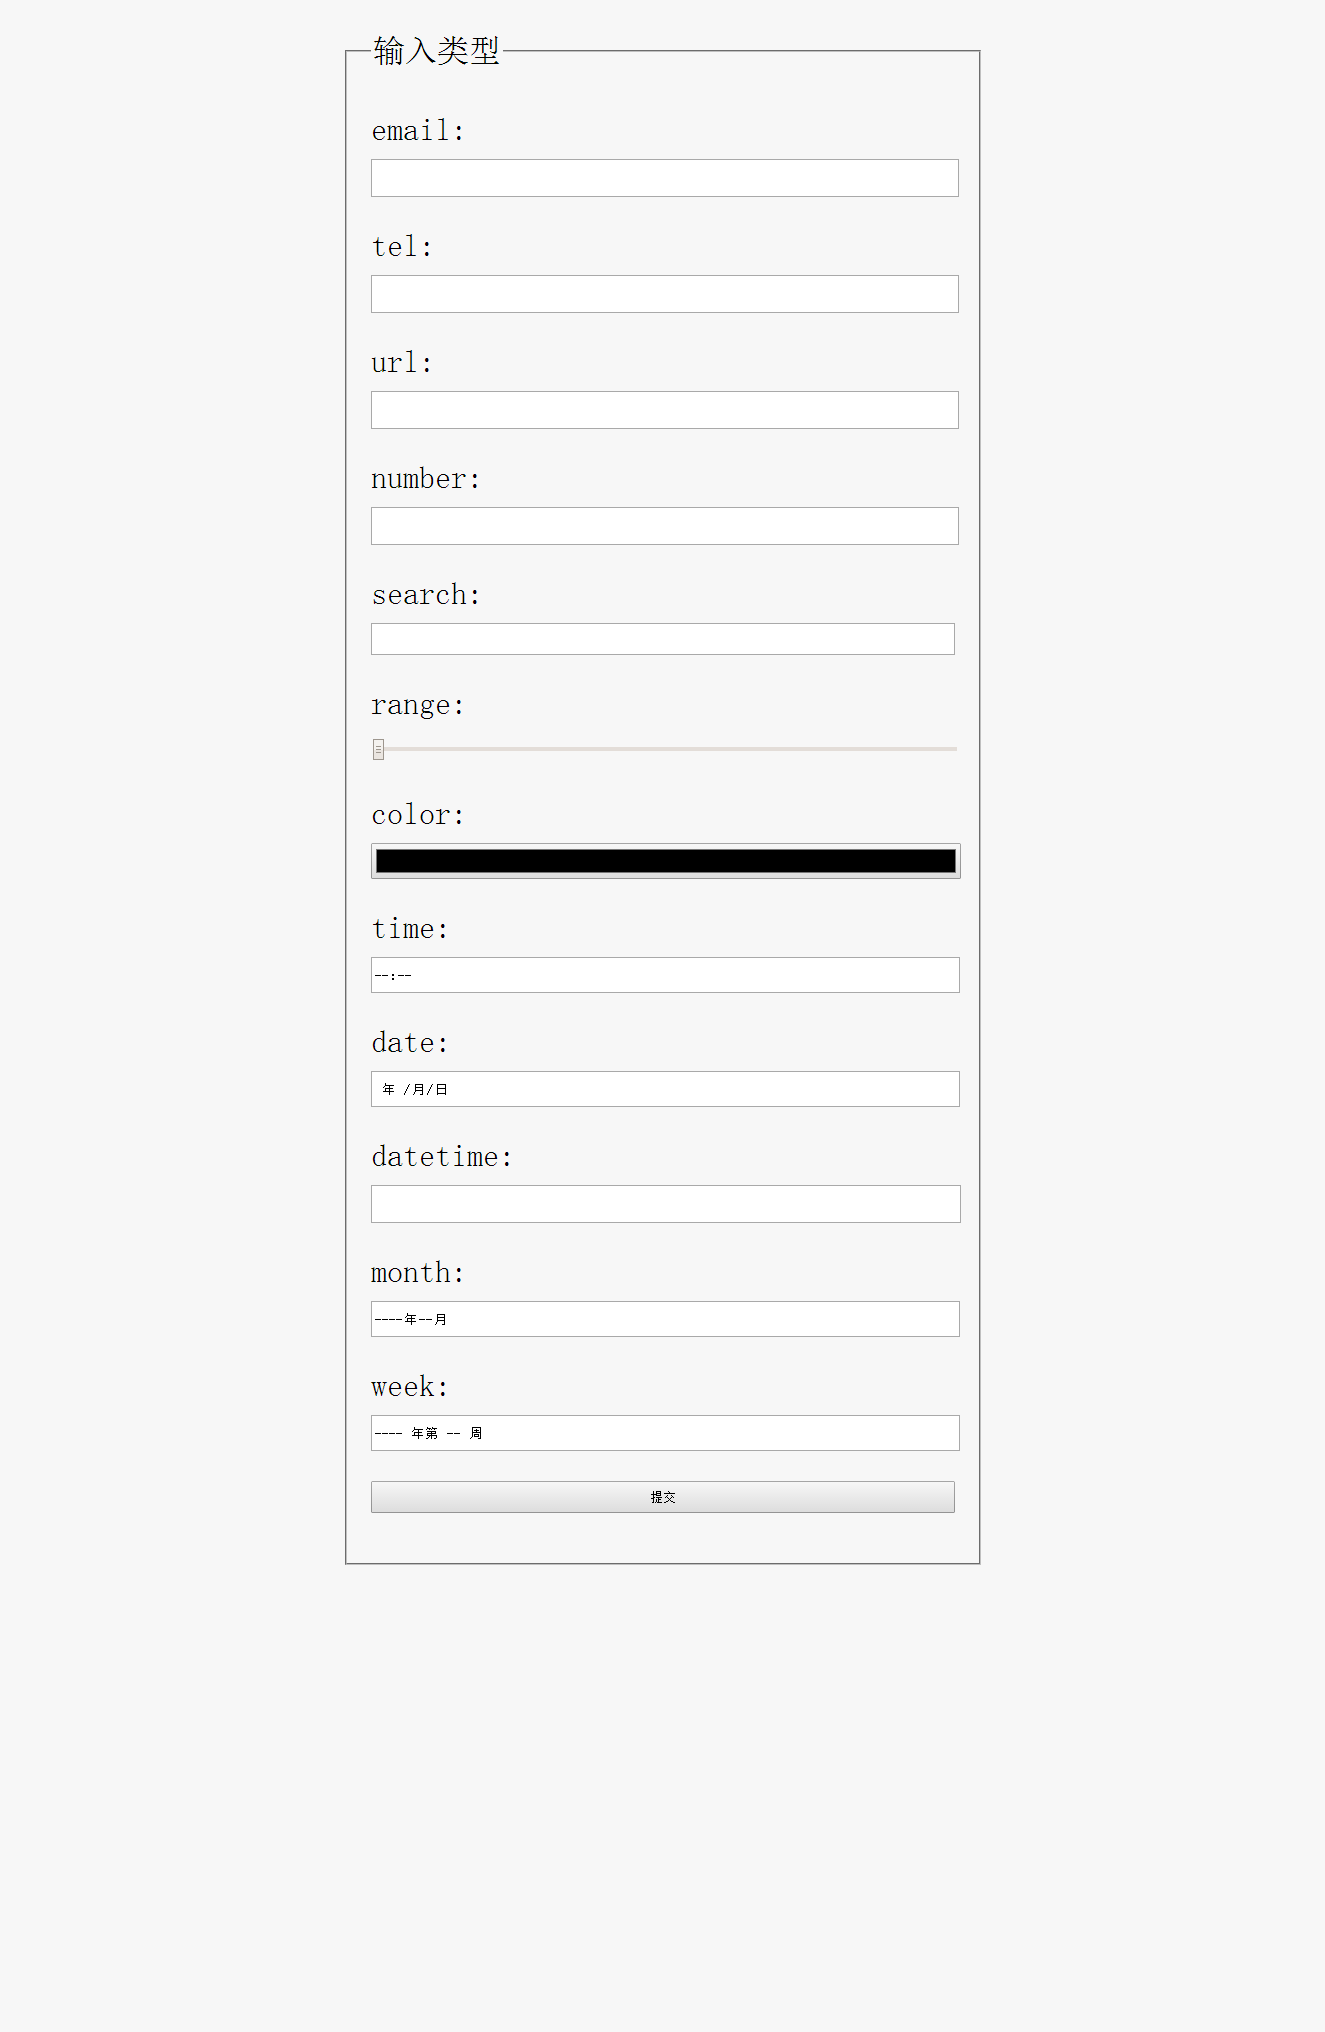 输入类型
email:
tel:
url:
number:
search:
range:
color:
time:
--:--
date:
年 /月/日
datetime:
month:
----年--月
week:
---- 年第 -- 周
提交